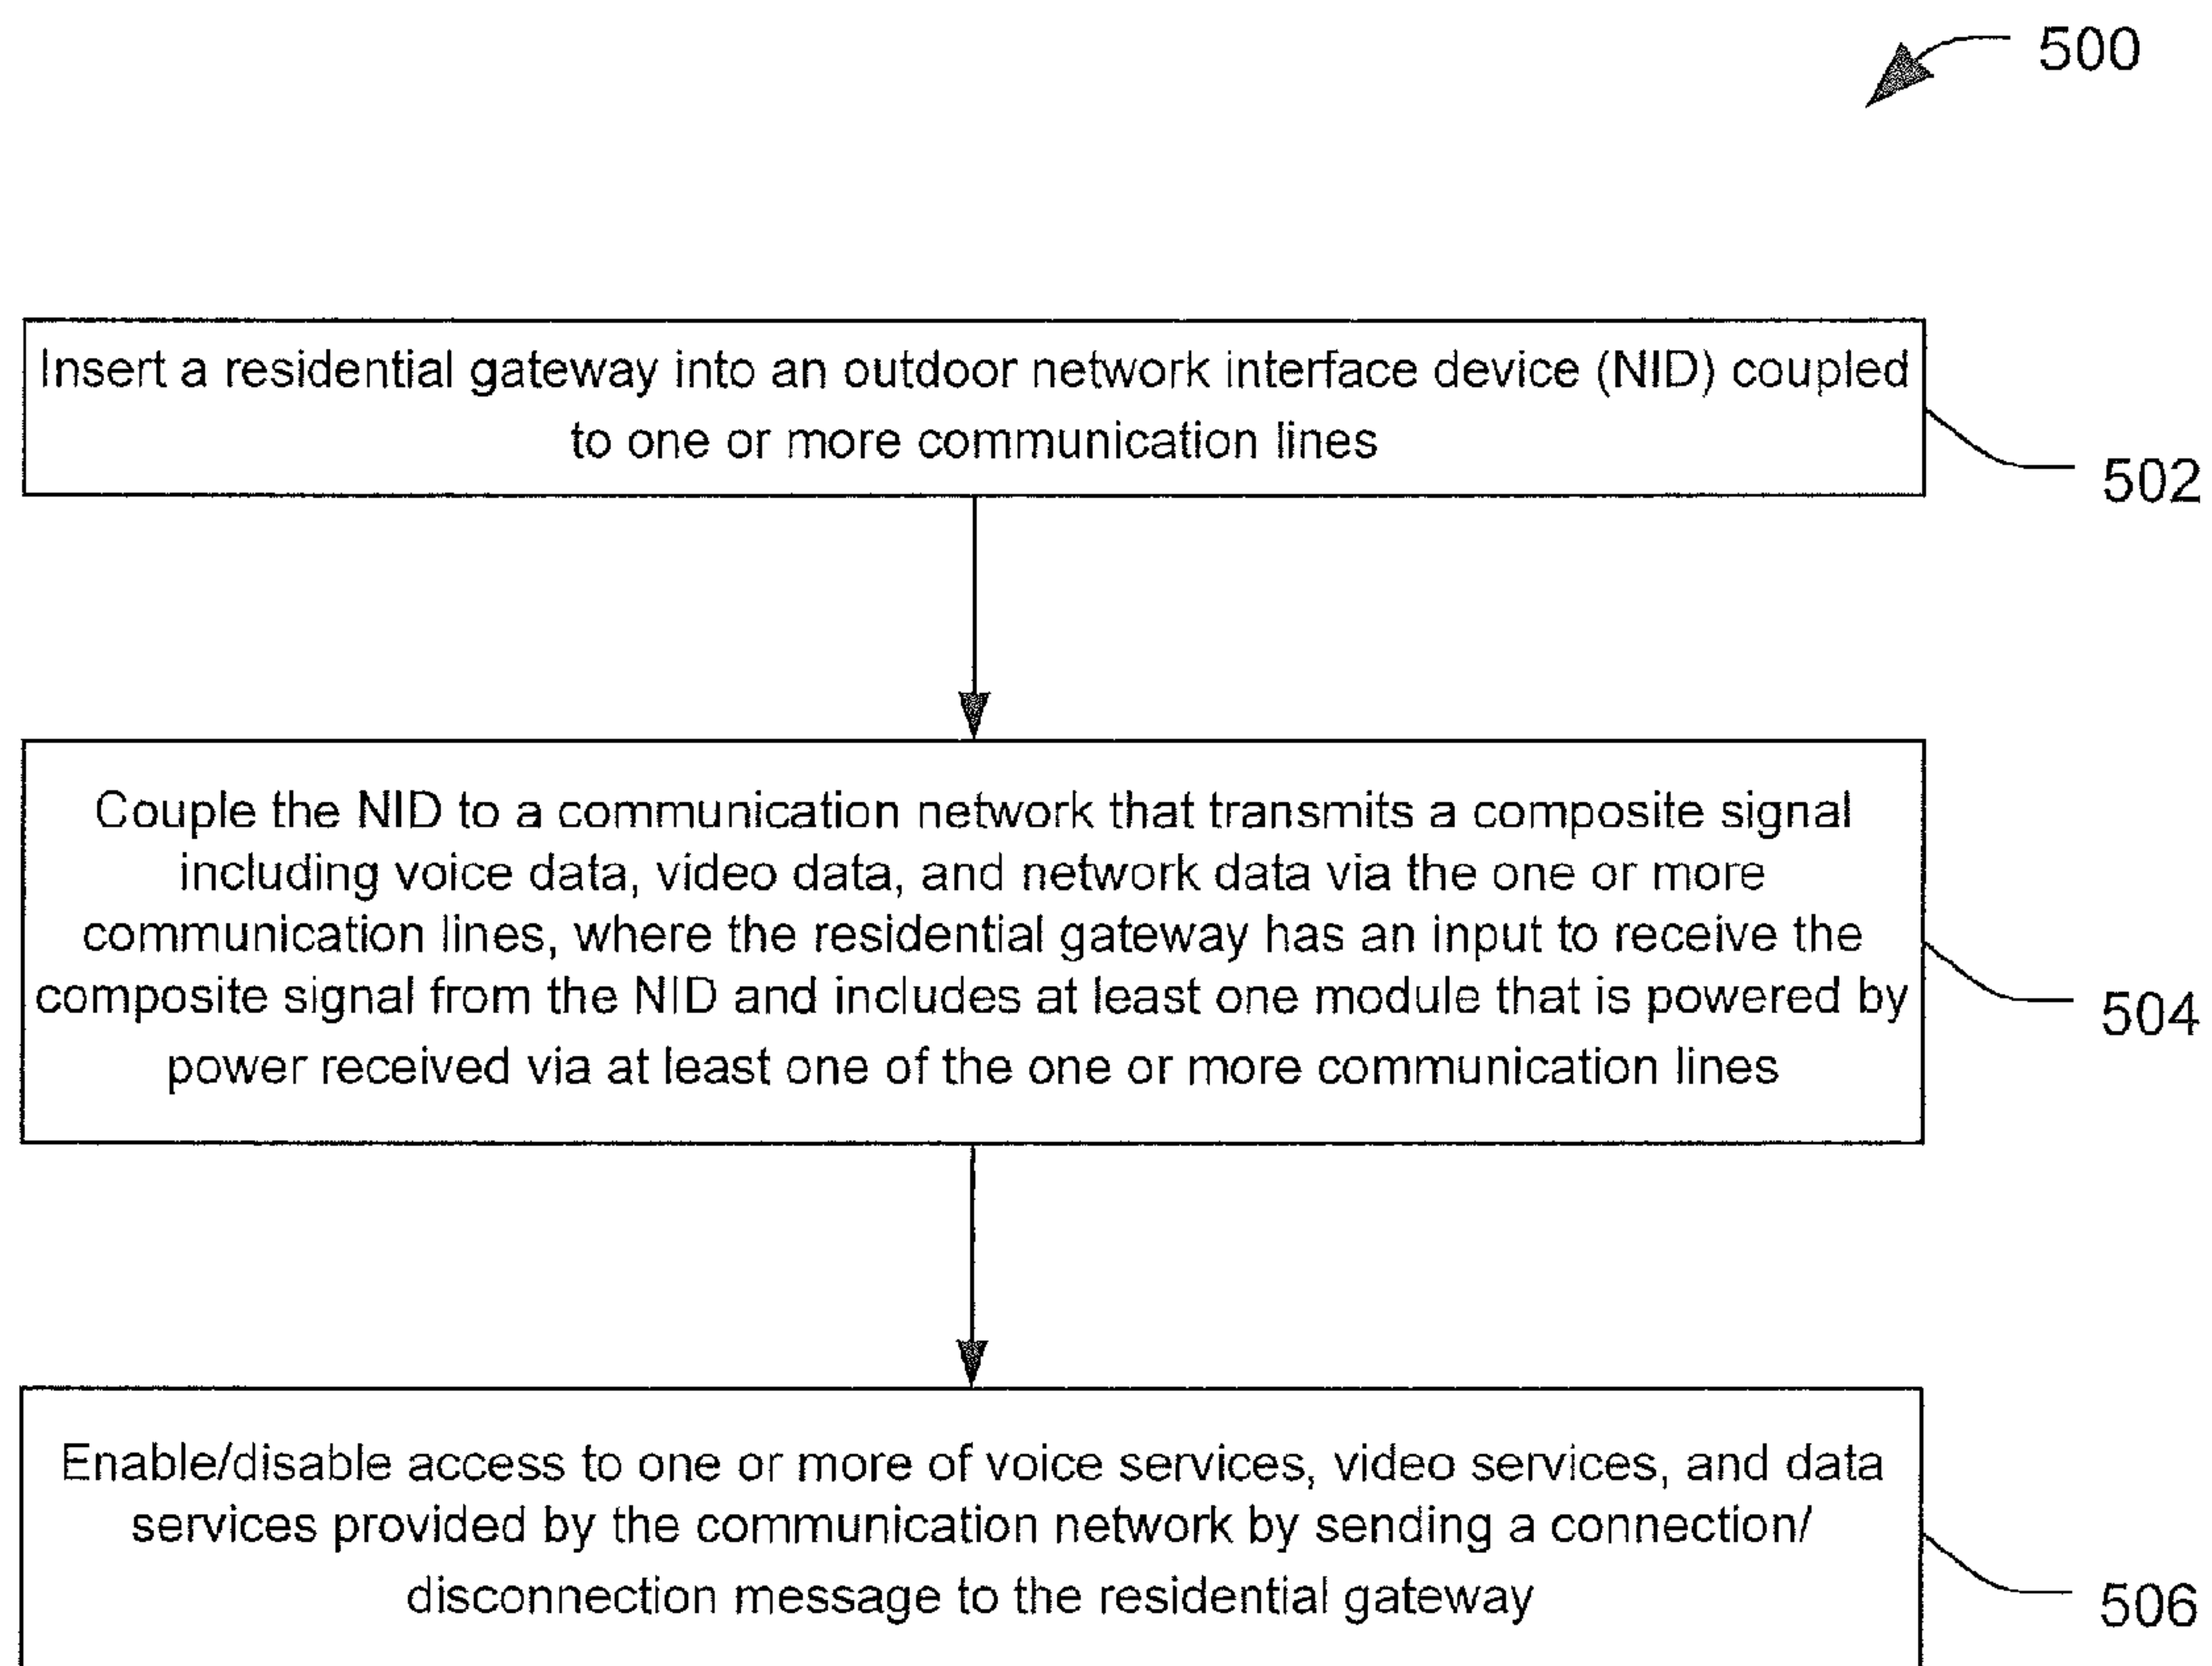 500
Insert a residential gateway into an outdoor network interface device (NID) coupled
to one or more communication lines
502
Couple the NID to a communication network that transmits a composite signal
including voice data, video data, and network data via the one or more
communication lines, where the residential gateway has an input to receive the
composite signal from the NID and includes at least one module that is powered by
power received via at least one of the one or more communication lines
504
Enable/disable access to one or more of voice services, video services, and data
services provided by the communication network by sending a connection/
disconnection message to the residential gateway
506